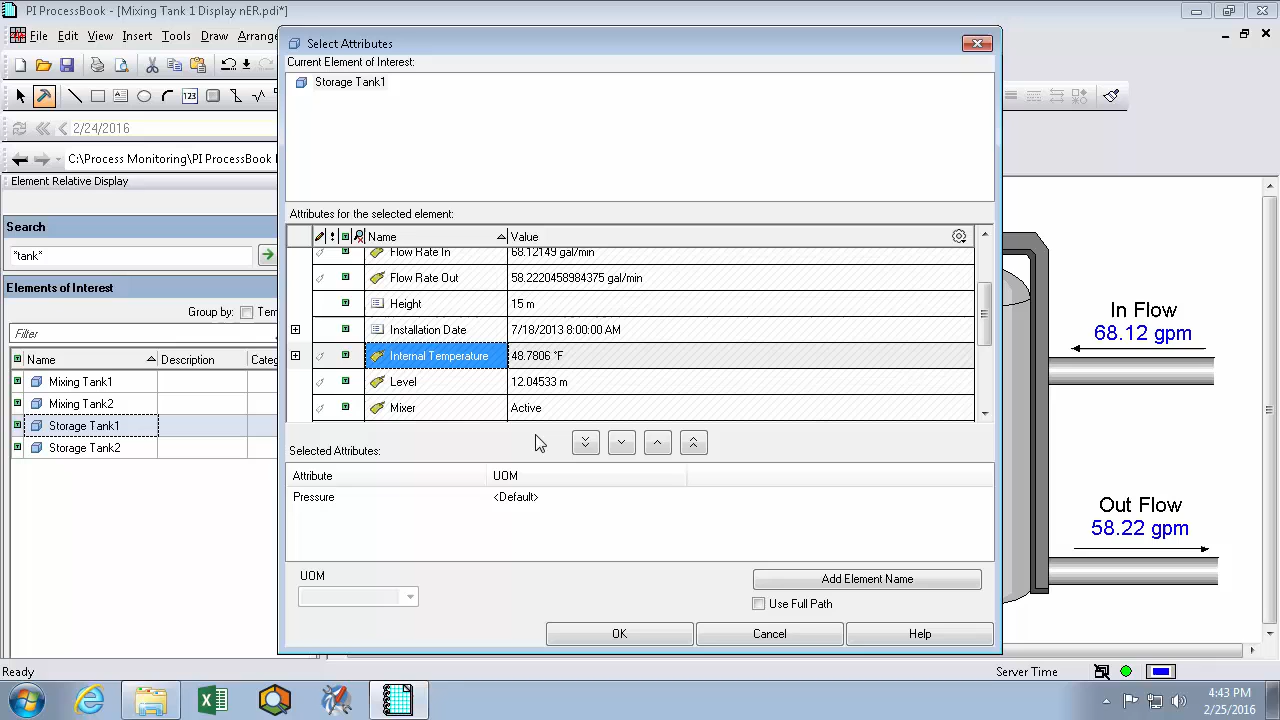 PI ProcessBook - [Mixing Tank 1 Display nER.pdi*]
File Edit View Insert Tools Draw Arrange
123
2/24/2016
C:\Process Monitoring\PI ProcessBook
Element Relative Display
Search
*tank*
Elements of Interest
Group by: Tem
Filter
Name Description Categ
Mixing Tank1
Mixing Tank2
Storage Tank1
Storage Tank2
Select Attributes
Current Element of Interest:
Storage Tank1
Attributes for the selected element:
Name Value
Flow Rate In 68.12149 gal/min
Flow Rate Out 58.2220458984375 gal/min
Height 15 m
Installation Date 7/18/2013 8:00:00 AM
Internal Temperature 48.7806 °F
Level 12.04533 m
Mixer Active
Selected Attributes:
Attribute UOM
Pressure <Default>
UOM
Add Element Name
Use Full Path
OK Cancel Help
In Flow
68.12 gpm
Out Flow
58.22 gpm
Ready Server Time
4:43 PM
2/25/2016